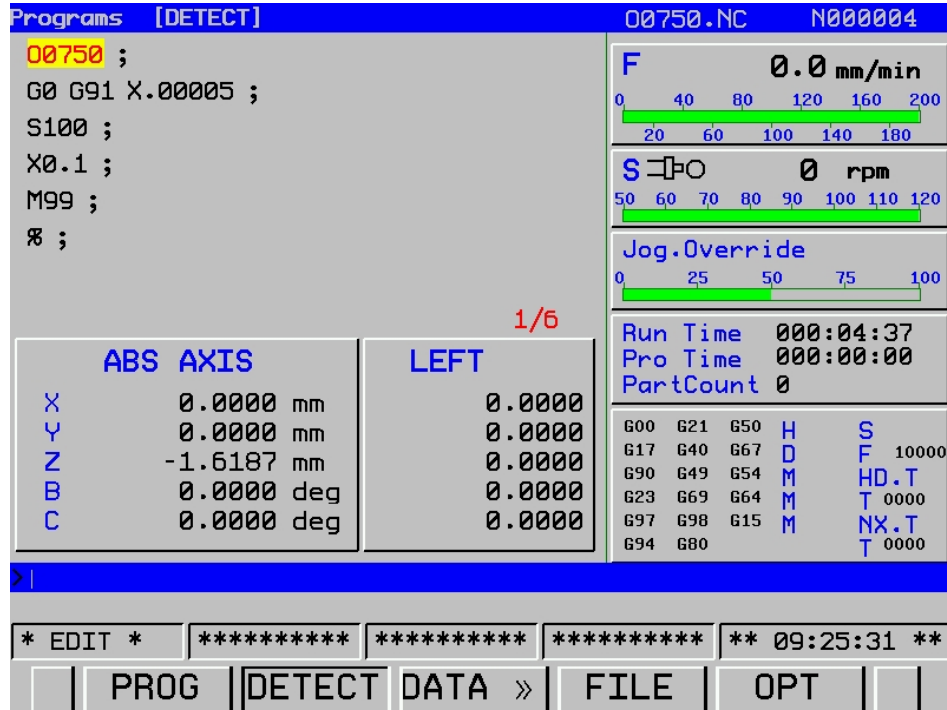 Programs [DETECT] O0750.NC N000004
O0750 ;
G0 G91 X.00005 ;
S100 ;
X0.1 ;
M99 ;
% ;
1/6
F 0.0 mm/min
0 40 80 120 160 200
20 60 100 140 180
S 0 rpm
50 60 70 80 90 100 110 120
Jog.Override
0 25 50 75 100
Run Time 000:04:37
Pro Time 000:00:00
PartCount 0
ABS AXIS LEFT
X 0.0000 mm 0.0000
Y 0.0000 mm 0.0000
Z -1.6187 mm 0.0000
B 0.0000 deg 0.0000
C 0.0000 deg 0.0000
G00 G21 G50 H S
G17 G40 G67 D F 10000
G90 G49 G54 M HD.T
G23 G69 G64 M T 0000
G97 G98 G15 M NX.T
G94 G80 T 0000
>
* EDIT * ********** ********** ********** ** 09:25:31 **
PROG DETECT DATA » FILE OPT